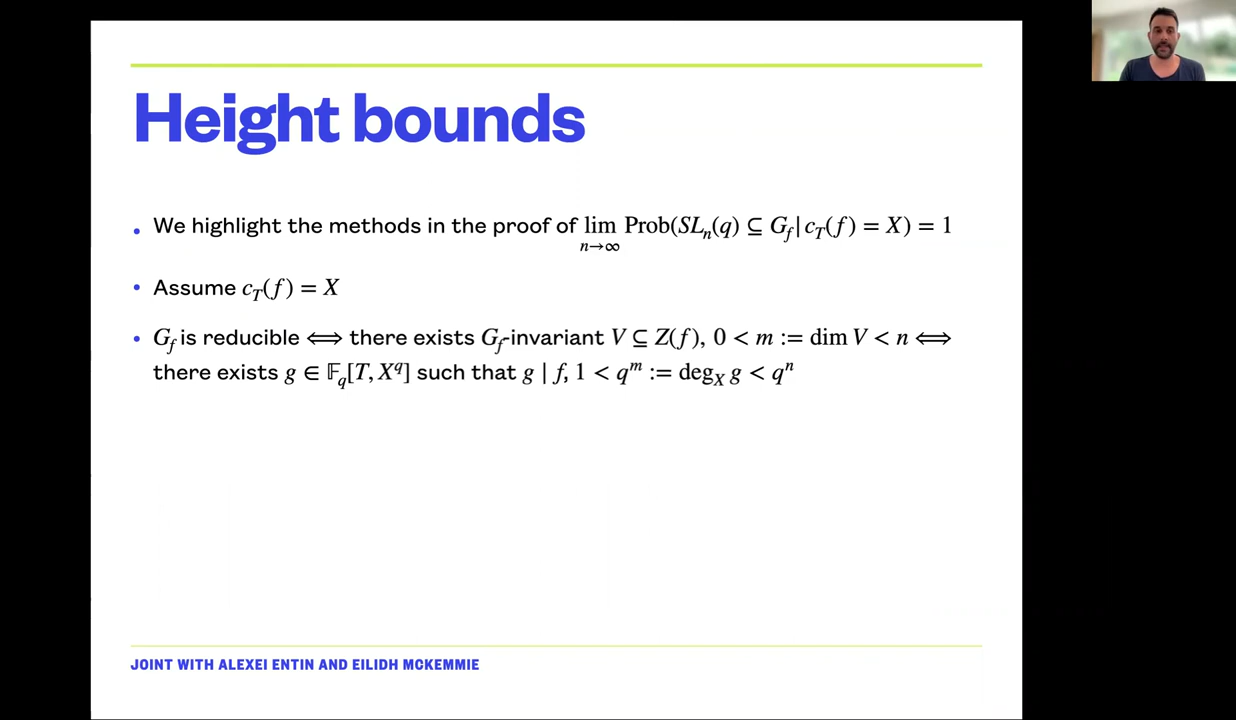 Height bounds
• We highlight the methods in the proof of lim_{n→∞} Prob(SL_n(q) ⊆ G_f | c_T(f) = X) = 1
• Assume c_T(f) = X
• G_f is reducible ⟺ there exists G_f-invariant V ⊆ Z(f), 0 < m := dim V < n ⟺
there exists g ∈ 𝔽_q[T, X^q] such that g | f, 1 < q^m := deg_X g < q^n
JOINT WITH ALEXEI ENTIN AND EILIDH MCKEMMIE